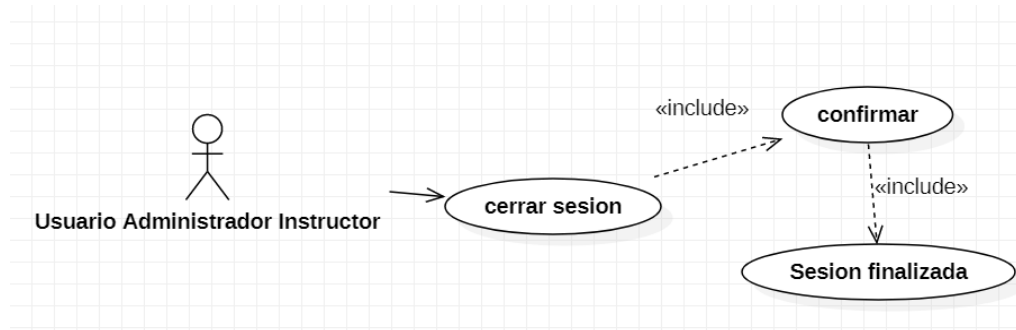 «include»
confirmar
«include»
Usuario Administrador Instructor
cerrar sesion
Sesion finalizada